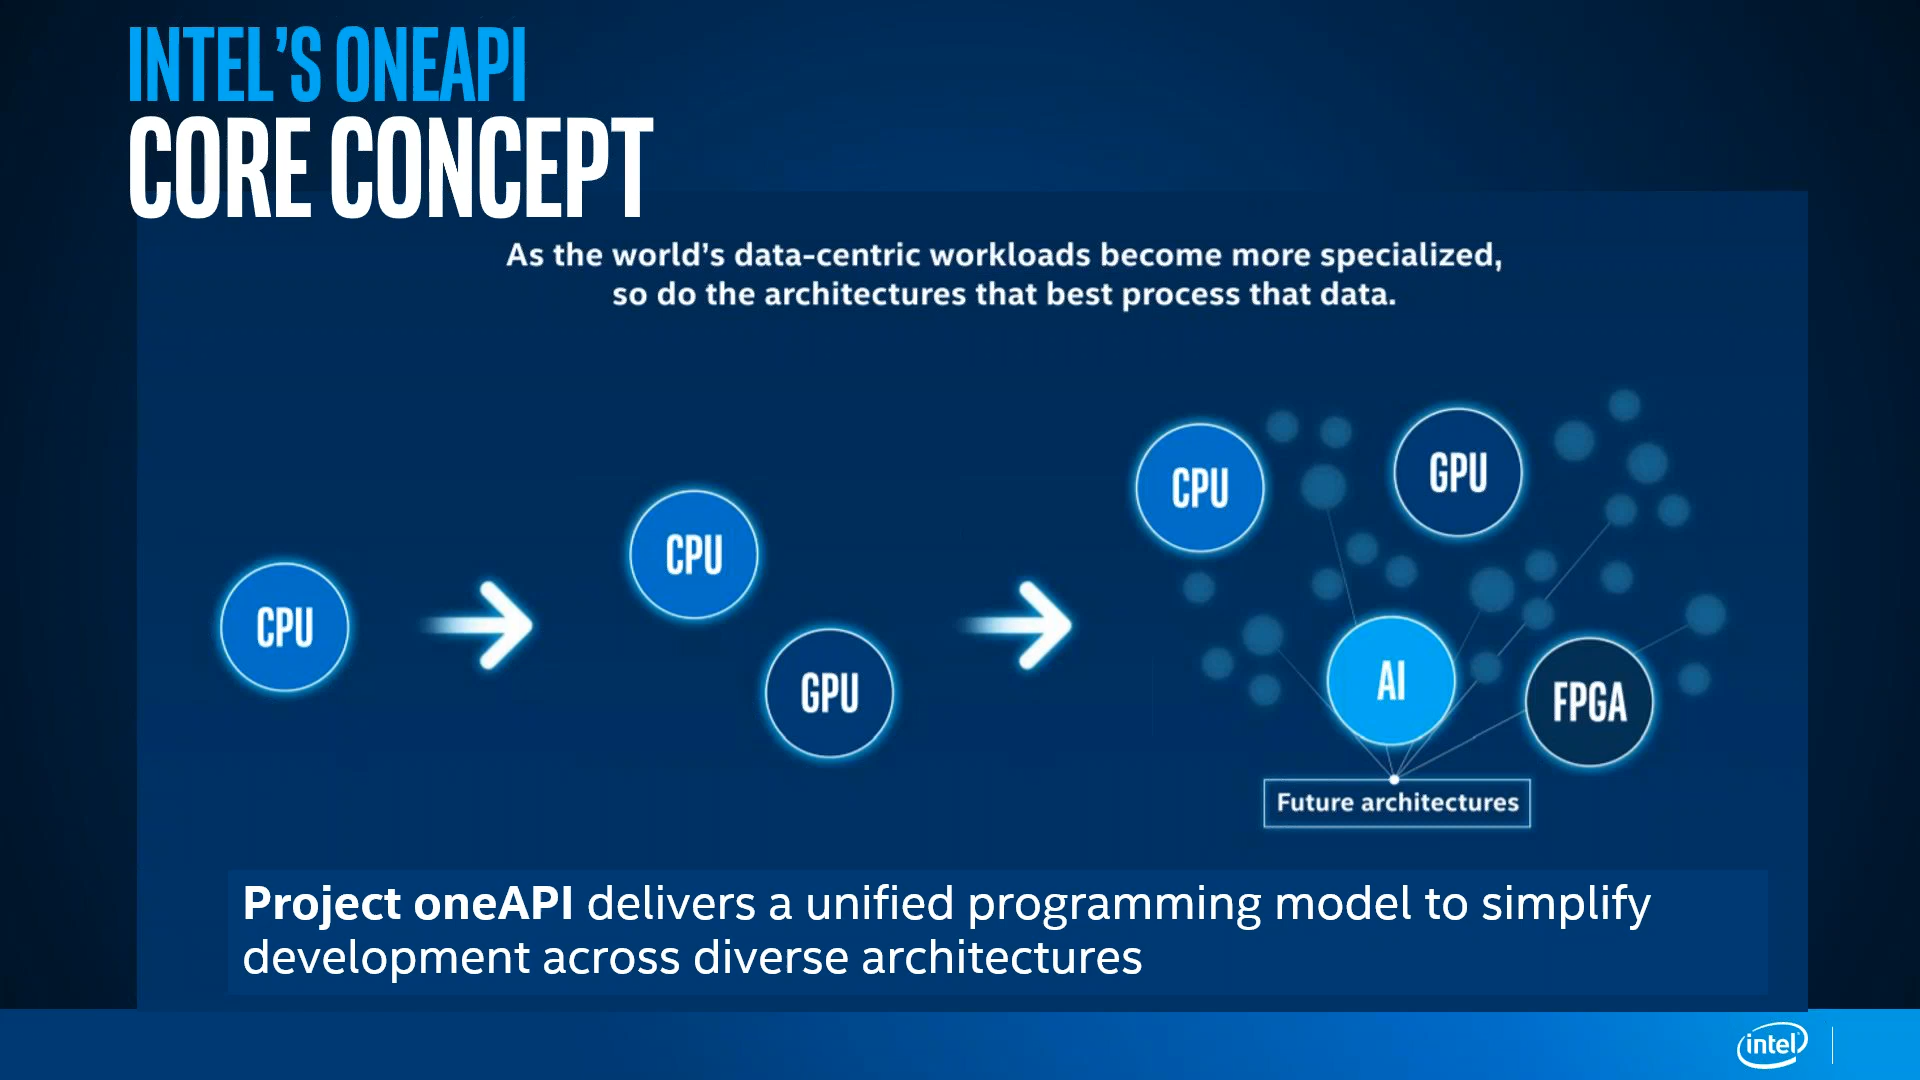 INTEL'S ONEAPI
CORE CONCEPT
As the world's data-centric workloads become more specialized,
so do the architectures that best process that data.
CPU
CPU
GPU
CPU
GPU
AI
FPGA
Future architectures
Project oneAPI delivers a unified programming model to simplify
development across diverse architectures
intel